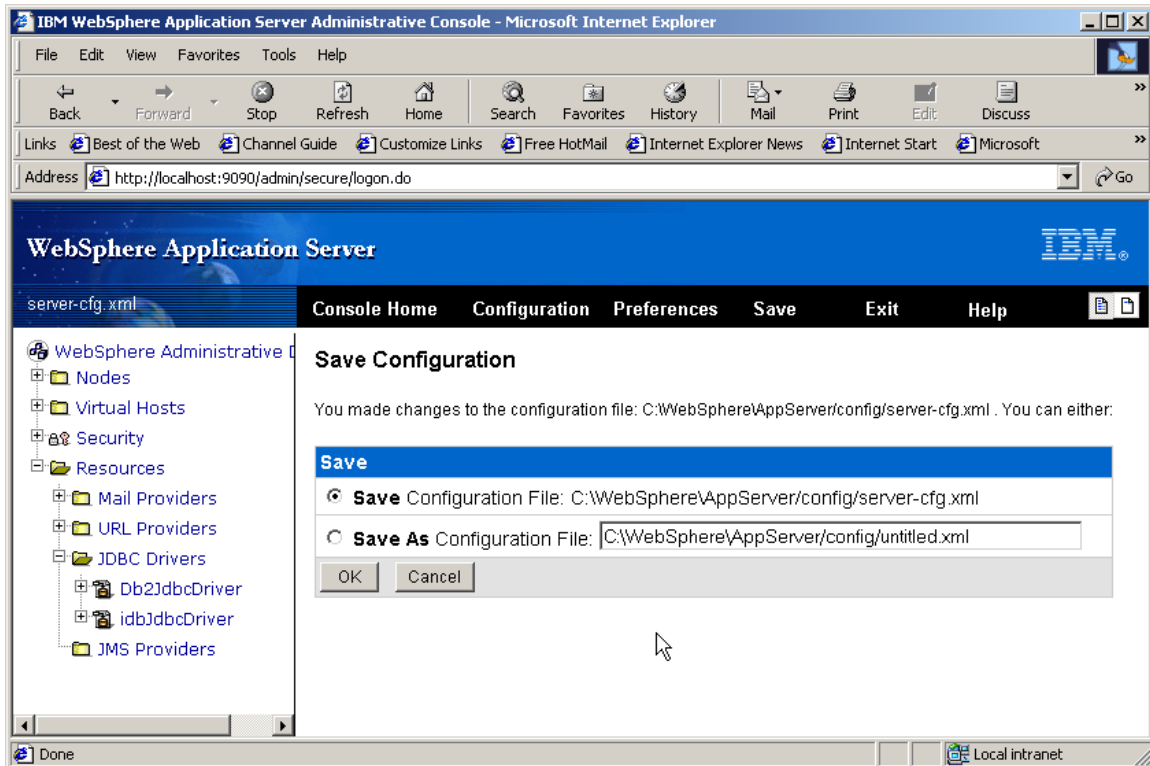 IBM WebSphere Application Server Administrative Console - Microsoft Internet Explorer
File Edit View Favorites Tools Help
Back Forward Stop Refresh Home Search Favorites History Mail Print Edit Discuss »
Links Best of the Web Channel Guide Customize Links Free HotMail Internet Explorer News Internet Start Microsoft »
Address http://localhost:9090/admin/secure/logon.do Go
WebSphere Application Server IBM®
server-cfg.xml Console Home Configuration Preferences Save Exit Help
WebSphere Administrative D
Nodes
Virtual Hosts
Security
Resources
Mail Providers
URL Providers
JDBC Drivers
Db2JdbcDriver
idbJdbcDriver
JMS Providers
Save Configuration
You made changes to the configuration file: C:\WebSphere\AppServer/config/server-cfg.xml . You can either:
Save
Save Configuration File: C:\WebSphere\AppServer/config/server-cfg.xml
Save As Configuration File: C:\WebSphere\AppServer/config/untitled.xml
OK Cancel
Done Local intranet